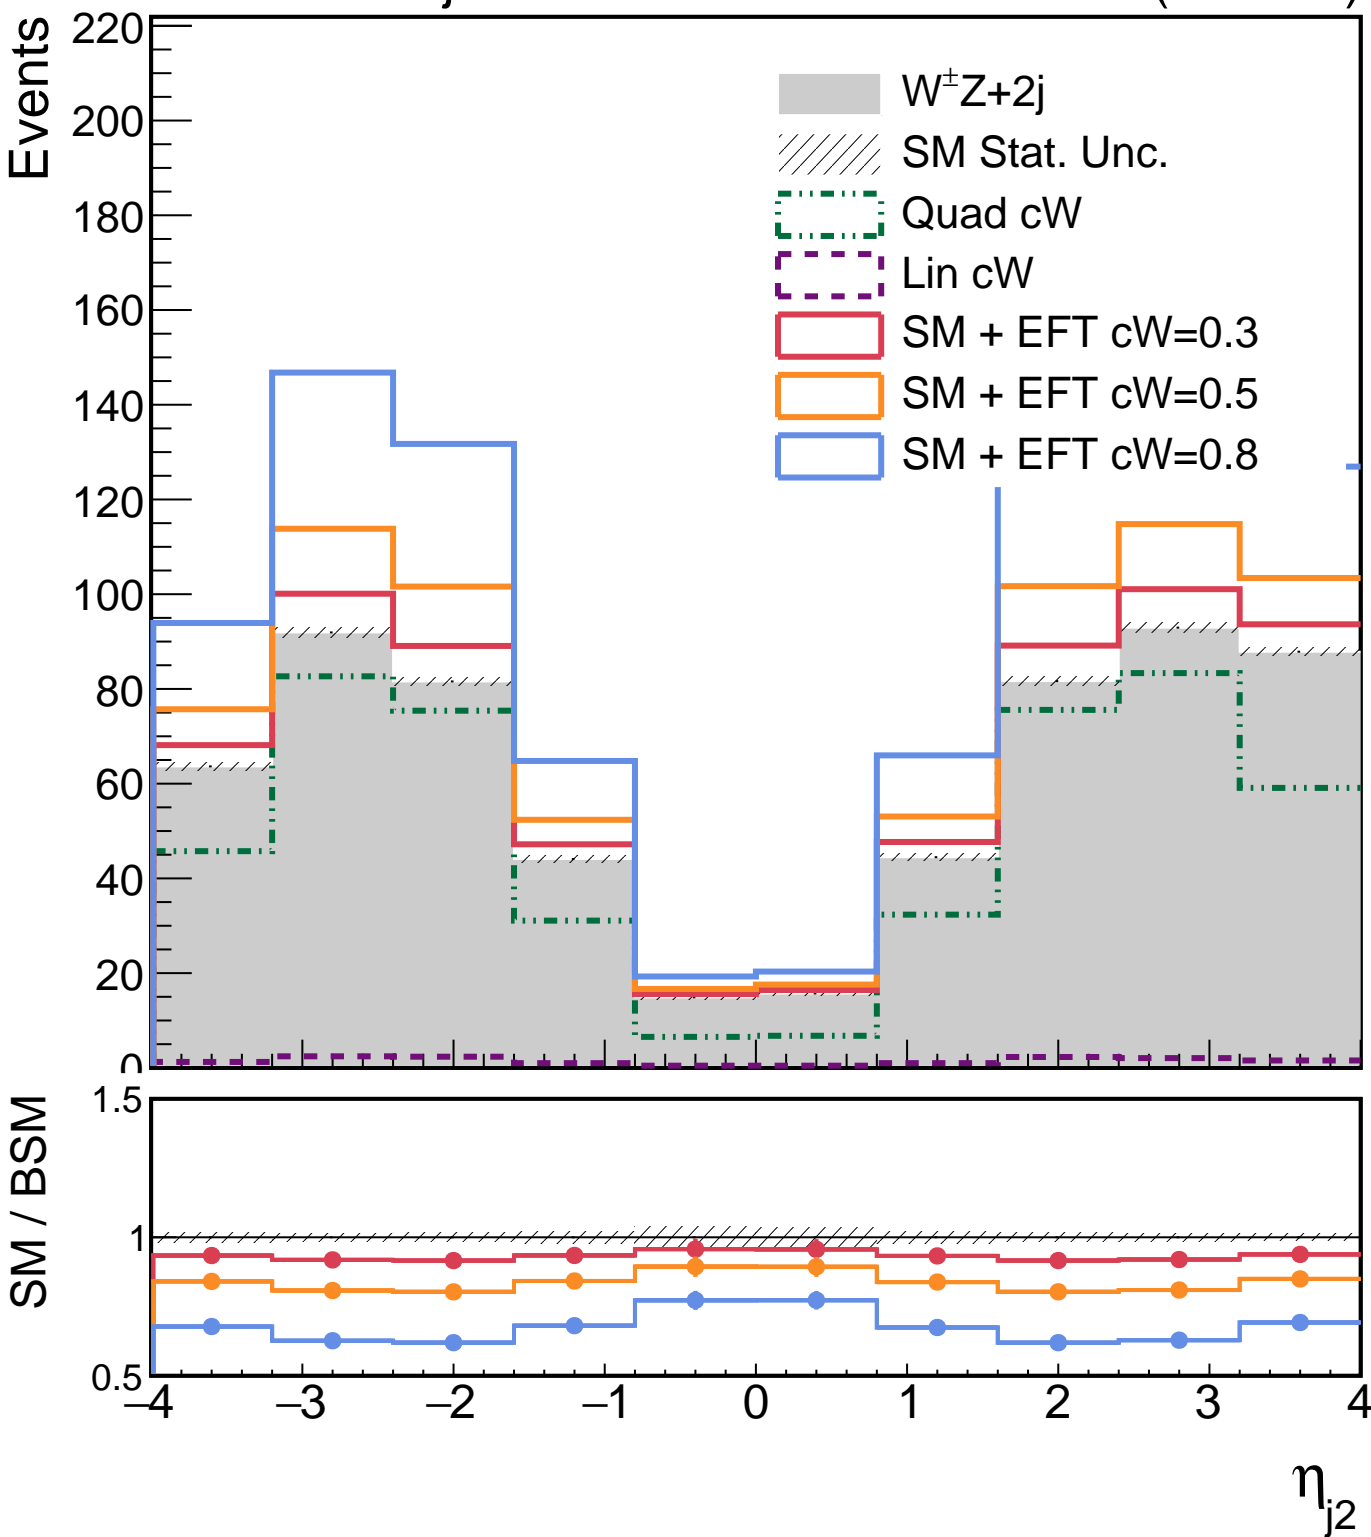 Events
220
200
180
160
140
120
100
80
60
40
20
0
W±Z+2j
SM Stat. Unc.
Quad cW
Lin cW
SM + EFT cW=0.3
SM + EFT cW=0.5
SM + EFT cW=0.8
SM / BSM
1.5
1
0.5
−4 −3 −2 −1 0 1 2 3 4
ηj2